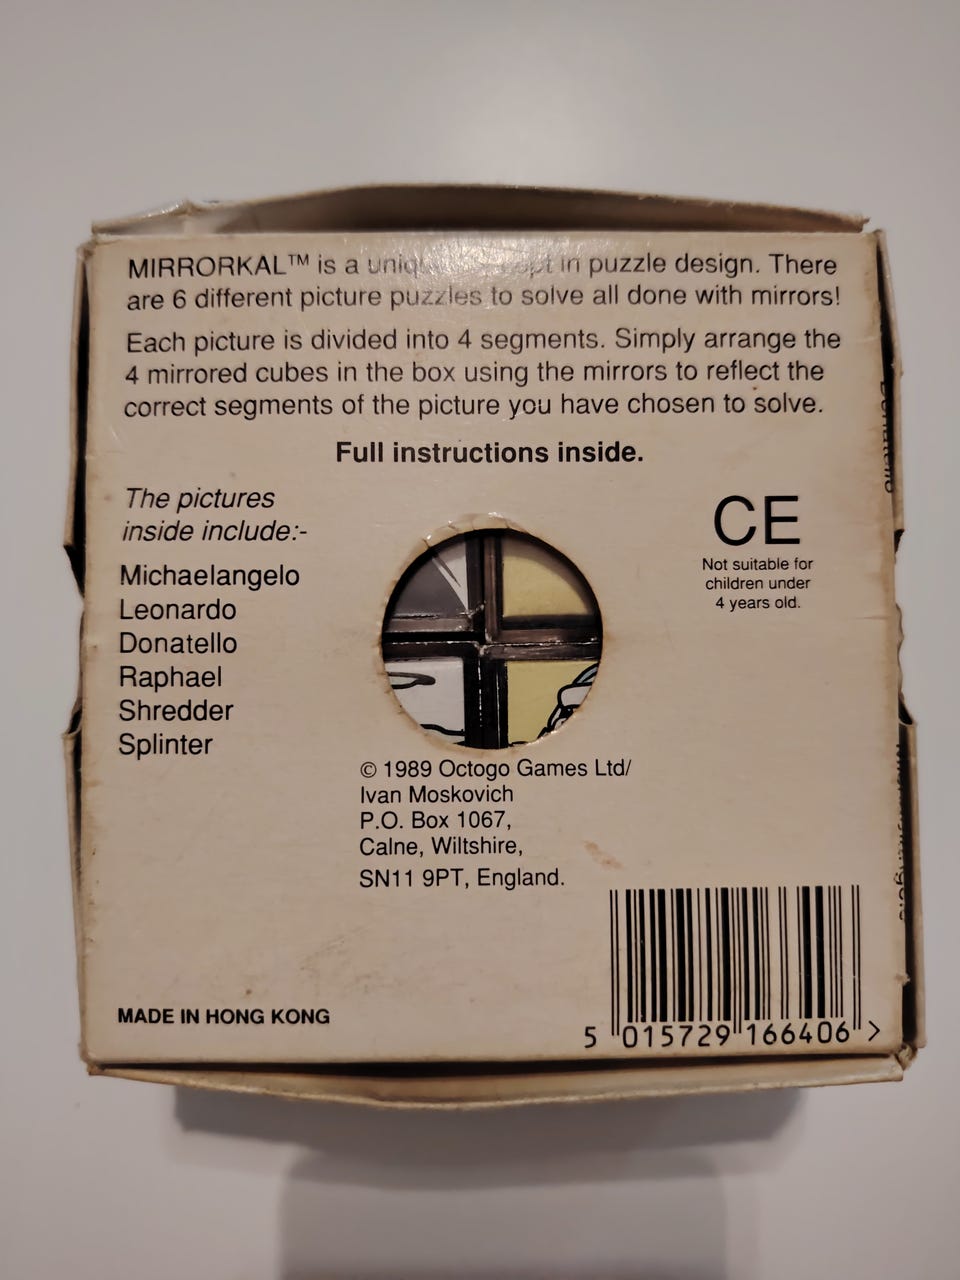 MIRRORKAL™ is a unique concept in puzzle design. There
are 6 different picture puzzles to solve all done with mirrors!
Each picture is divided into 4 segments. Simply arrange the
4 mirrored cubes in the box using the mirrors to reflect the
correct segments of the picture you have chosen to solve.
Full instructions inside.
The pictures
inside include:-
Michaelangelo
Leonardo
Donatello
Raphael
Shredder
Splinter
CE
Not suitable for
children under
4 years old.
© 1989 Octogo Games Ltd/
Ivan Moskovich
P.O. Box 1067,
Calne, Wiltshire,
SN11 9PT, England.
MADE IN HONG KONG
5 015729 166406 >
Donatello